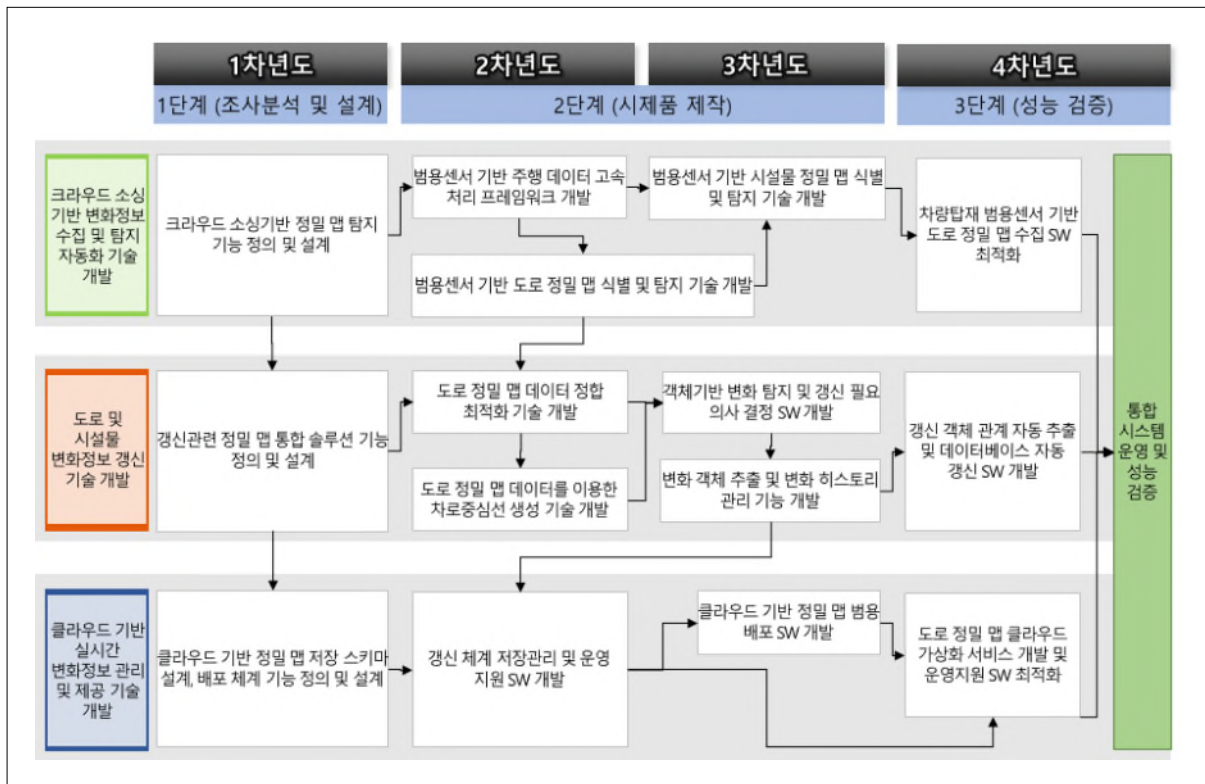 1차년도
2차년도
3차년도
4차년도
1단계 (조사분석 및 설계)
2단계 (시제품 제작)
3단계 (성능 검증)
크라우드 소싱
기반 변화정보
수집 및 탐지
자동화 기술
개발
크라우드 소싱기반 정밀 맵 탐지
기능 정의 및 설계
범용센서 기반 주행 데이터 고속
처리 프레임워크 개발
범용센서 기반 시설물 정밀 맵 식별
및 탐지 기술 개발
범용센서 기반 도로 정밀 맵 식별 및 탐지 기술 개발
차량탑재 범용센서 기반
도로 정밀 맵 수집 SW
최적화
도로 및
시설물
변화정보 갱신
기술 개발
갱신관련 정밀 맵 통합 솔루션 기능
정의 및 설계
도로 정밀 맵 데이터 정합
최적화 기술 개발
도로 정밀 맵 데이터를 이용한
차로중심선 생성 기술 개발
객체기반 변화 탐지 및 갱신 필요
의사 결정 SW 개발
변화 객체 추출 및 변화 히스토리
관리 기능 개발
갱신 객체 관계 자동 추출
및 데이터베이스 자동
갱신 SW 개발
통합
시스템
운영 및
성능
검증
클라우드 기반
실시간
변화정보 관리
및 제공 기술
개발
클라우드 기반 정밀 맵 저장 스키마
설계, 배포 체계 기능 정의 및 설계
갱신 체계 저장관리 및 운영
지원 SW 개발
클라우드 기반 정밀 맵 범용
배포 SW 개발
도로 정밀 맵 클라우드
가상화 서비스 개발 및
운영지원 SW 최적화